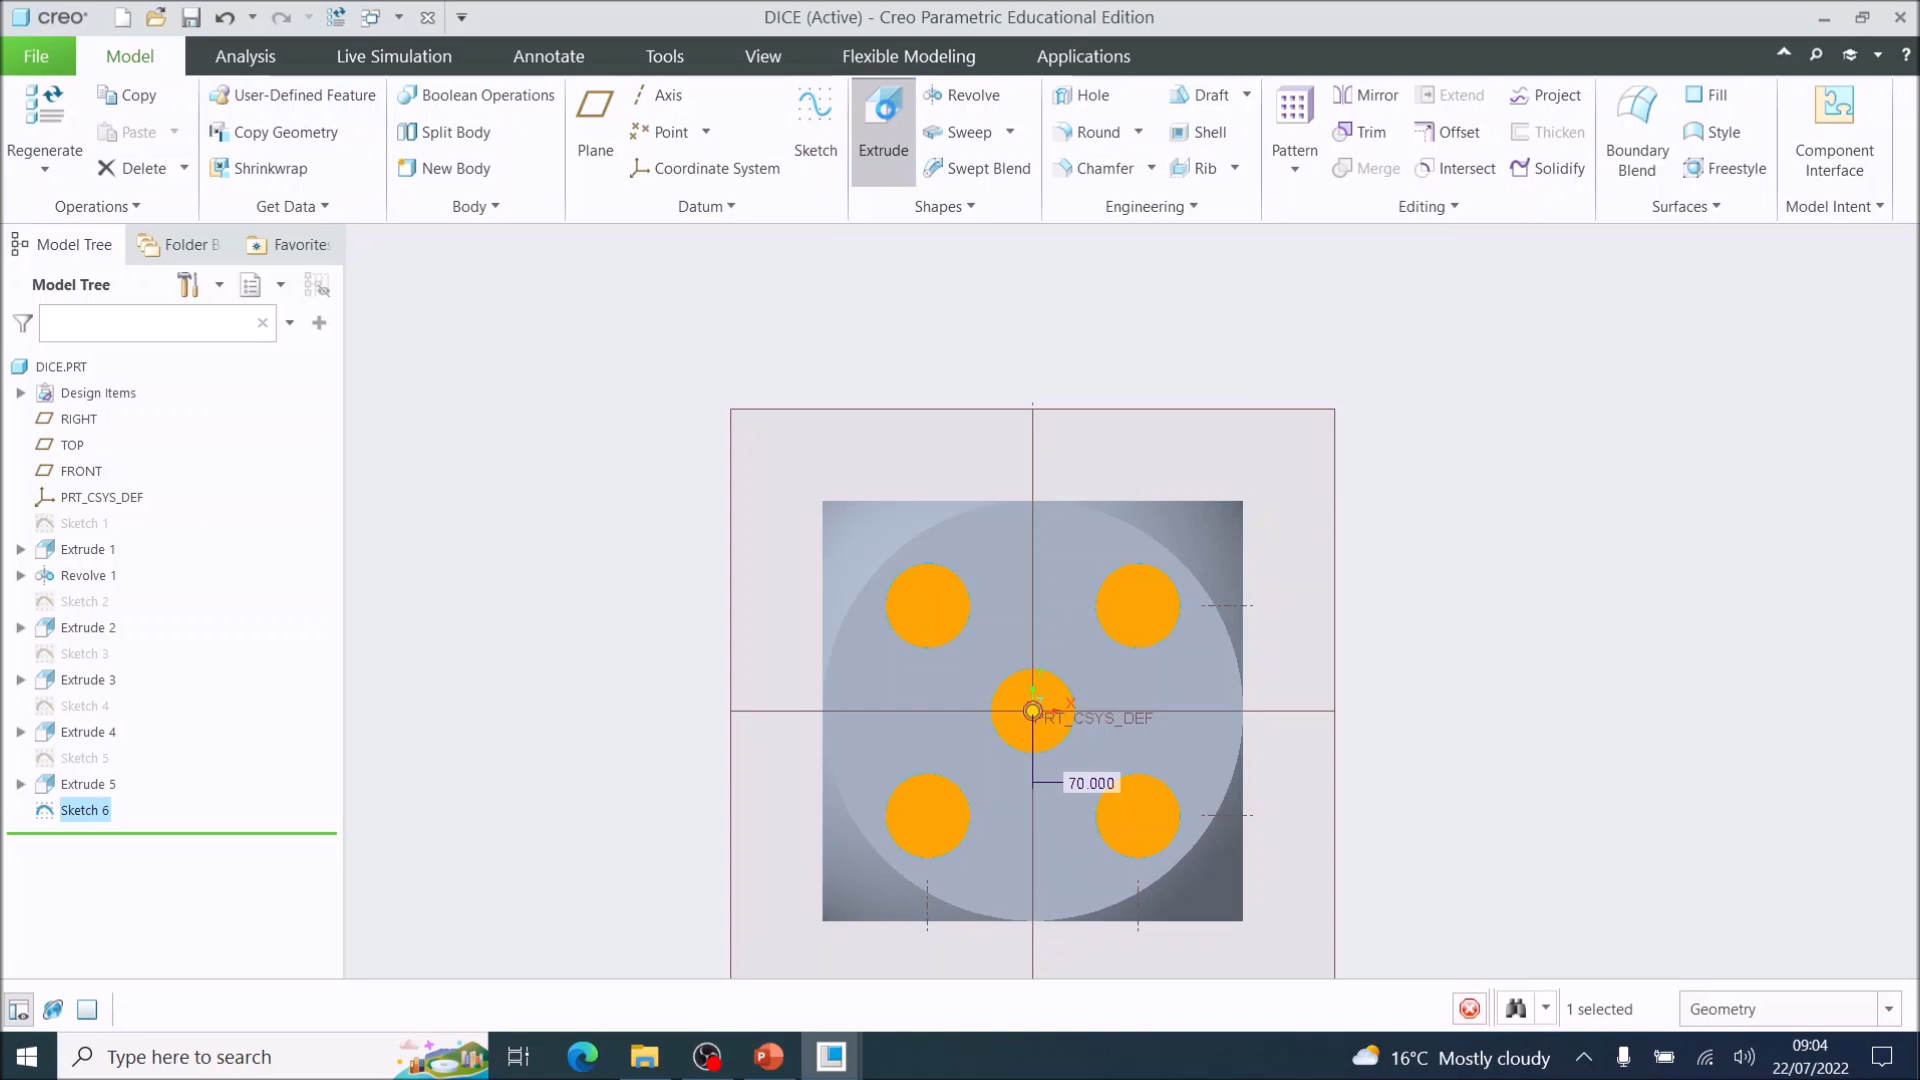 creo® DICE (Active) - Creo Parametric Educational Edition
File Model Analysis Live Simulation Annotate Tools View Flexible Modeling Applications
Copy User-Defined Feature Boolean Operations Axis Revolve Hole Draft Mirror Extend Project Fill
Paste Copy Geometry Split Body Point Sweep Round Shell Trim Offset Thicken Style
Regenerate Plane Sketch Extrude Pattern Boundary Blend Component Interface
Delete Shrinkwrap New Body Coordinate System Swept Blend Chamfer Rib Merge Intersect Solidify Freestyle
Operations Get Data Body Datum Shapes Engineering Editing Surfaces Model Intent
Model Tree Folder B Favorites
Model Tree
DICE.PRT
Design Items
RIGHT
TOP
FRONT
PRT_CSYS_DEF
Sketch 1
Extrude 1
Revolve 1
Sketch 2
Extrude 2
Sketch 3
Extrude 3
Sketch 4
Extrude 4
Sketch 5
Extrude 5
Sketch 6
X
PRT_CSYS_DEF
70.000
1 selected Geometry
Type here to search
16°C Mostly cloudy
09:04
22/07/2022